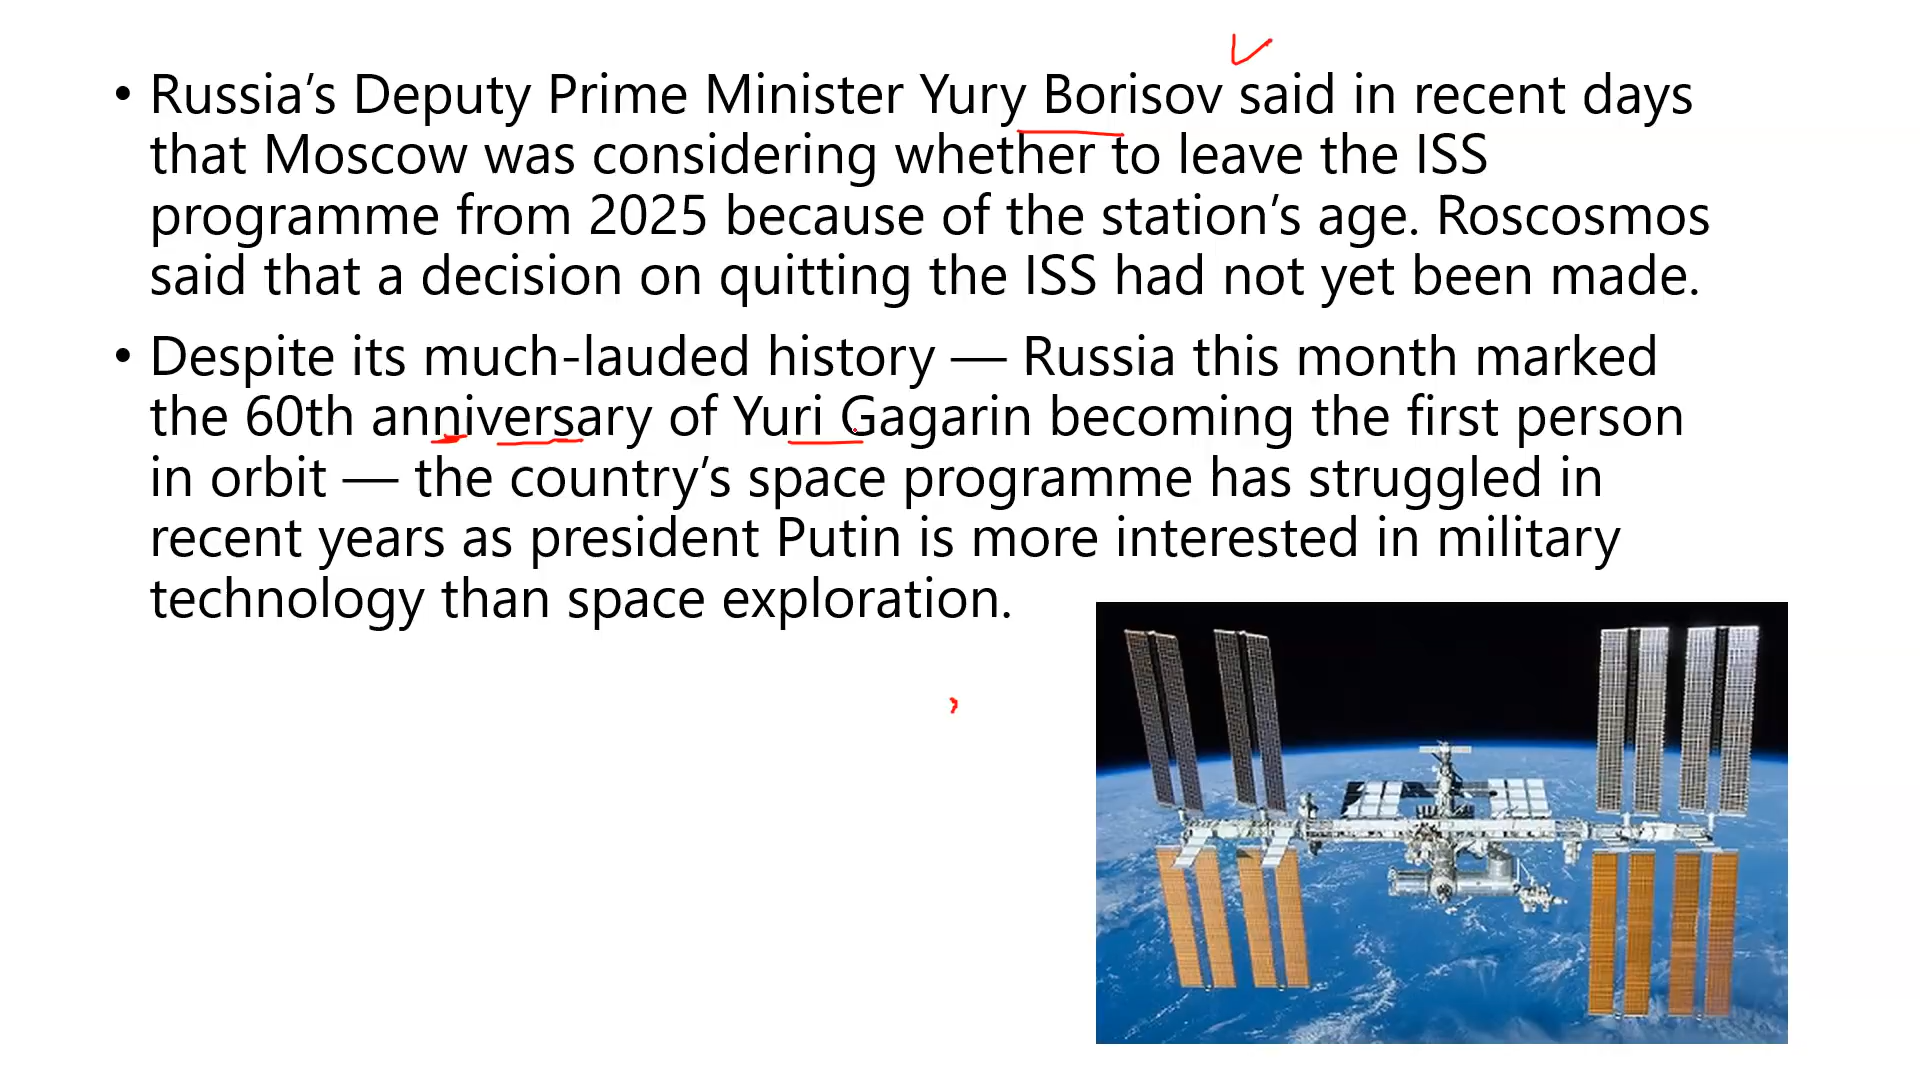 • Russia’s Deputy Prime Minister Yury Borisov said in recent days
that Moscow was considering whether to leave the ISS
programme from 2025 because of the station’s age. Roscosmos
said that a decision on quitting the ISS had not yet been made.
• Despite its much-lauded history — Russia this month marked
the 60th anniversary of Yuri Gagarin becoming the first person
in orbit — the country’s space programme has struggled in
recent years as president Putin is more interested in military
technology than space exploration.